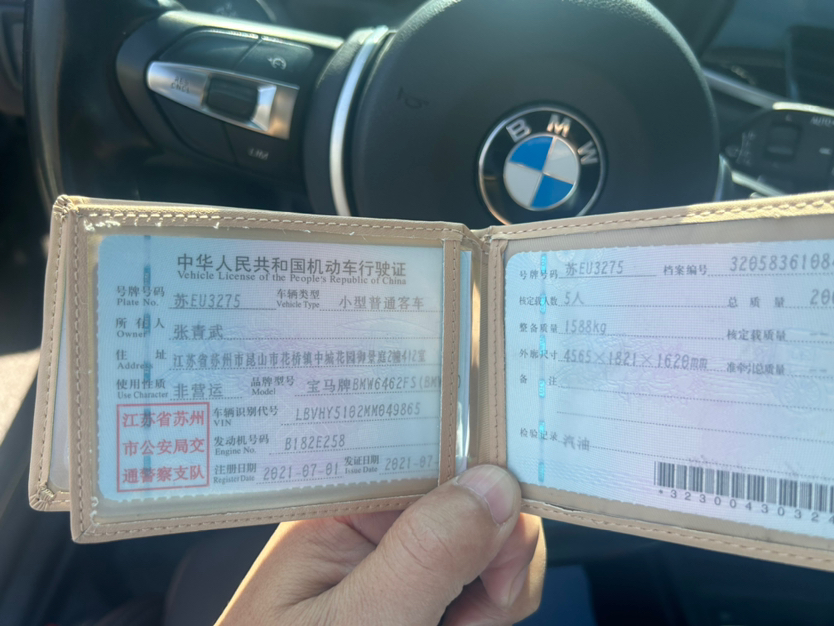 BMW
中华人民共和国机动车行驶证
Vehicle License of the People's Republic of China
号牌号码 苏EU3275 车辆类型 小型普通客车
Plate No. Vehicle Type
所有人 张青武
Owner
住址 江苏省苏州市昆山市花桥镇中城花园御景庭2幢412室
Address
使用性质 非营运 品牌型号 宝马牌BMW6462FS(BMW
Use Character Model
江苏省苏州
市公安局交
通警察支队
车辆识别代号 LBVHY5102MM049865
VIN
发动机号码 B182E258
Engine No.
注册日期 2021-07-01 发证日期 2021-07
Register Date Issue Date
号牌号码 苏EU3275 档案编号 3205836108
核定载人数 5人 总质量 20
整备质量 1588kg 核定载质量 --
外廓尺寸 4565×1821×1620mm 准牵引总质量 --
备注
检验记录 汽油
*3230043032